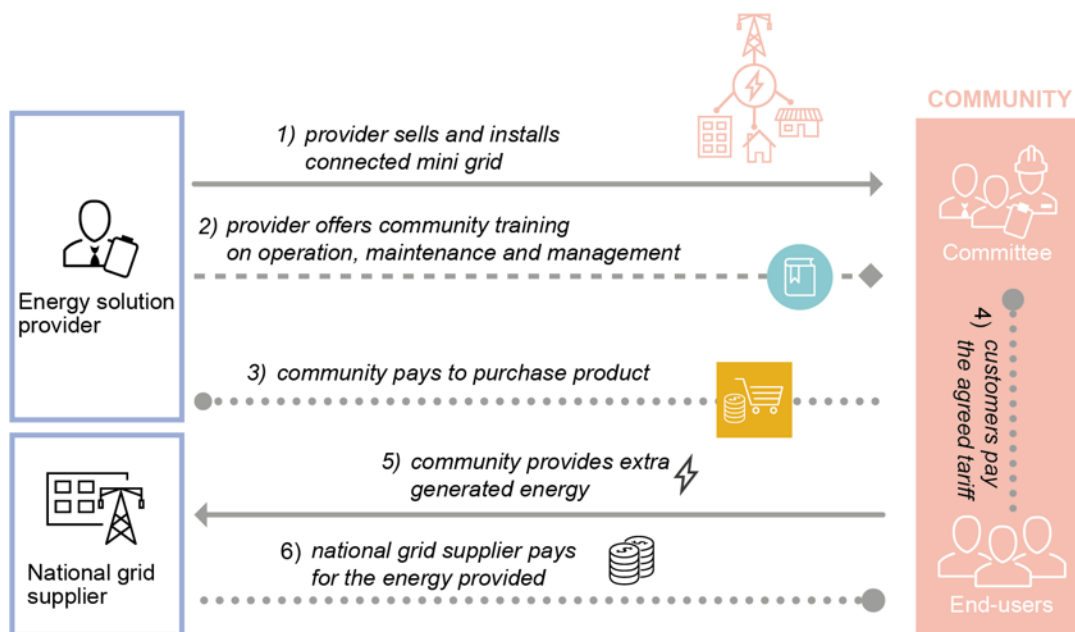 COMMUNITY
1) provider sells and installs
connected mini grid
2) provider offers community training
on operation, maintenance and management
Energy solution
provider
Committee
3) community pays to purchase product
4) customers pay
the agreed tariff
5) community provides extra
generated energy
6) national grid supplier pays
for the energy provided
National grid
supplier
End-users